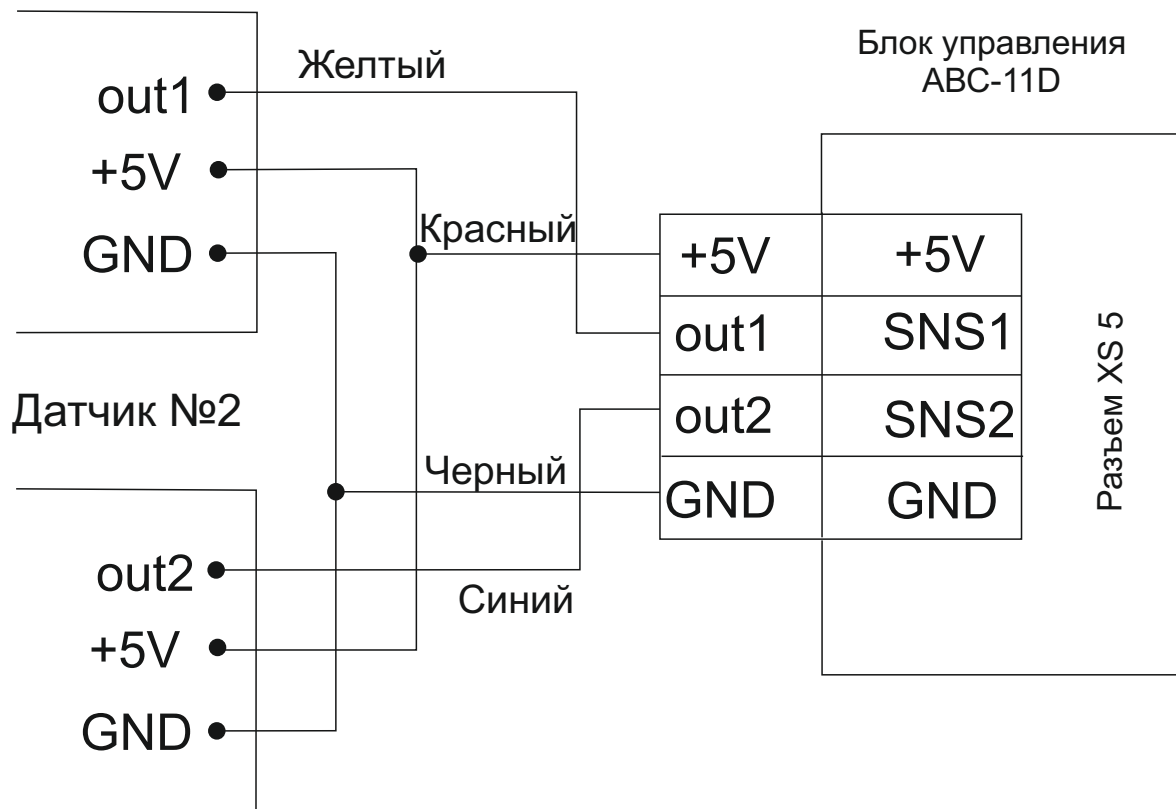 Желтый
Блок управления
АВС-11D
out1
+5V
GND
Красный
+5V
+5V
out1
SNS1
out2
SNS2
GND
GND
Разъем XS 5
Датчик №2
Черный
out2
+5V
GND
Синий